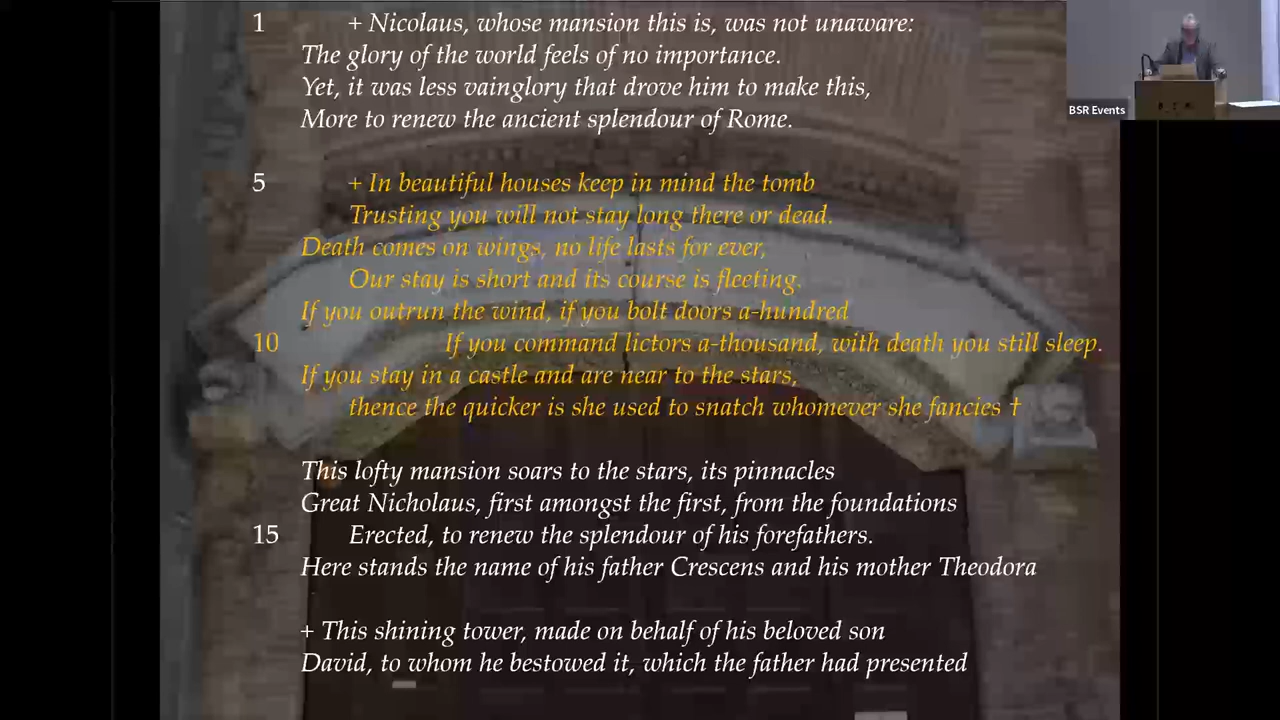 1 + Nicolaus, whose mansion this is, was not unaware:
The glory of the world feels of no importance.
Yet, it was less vainglory that drove him to make this,
More to renew the ancient splendour of Rome.
5 + In beautiful houses keep in mind the tomb
Trusting you will not stay long there or dead.
Death comes on wings, no life lasts for ever,
Our stay is short and its course is fleeting.
If you outrun the wind, if you bolt doors a-hundred
10 If you command lictors a-thousand, with death you still sleep.
If you stay in a castle and are near to the stars,
thence the quicker is she used to snatch whomever she fancies †
This lofty mansion soars to the stars, its pinnacles
Great Nicholaus, first amongst the first, from the foundations
15 Erected, to renew the splendour of his forefathers.
Here stands the name of his father Crescens and his mother Theodora
+ This shining tower, made on behalf of his beloved son
David, to whom he bestowed it, which the father had presented
BSR Events